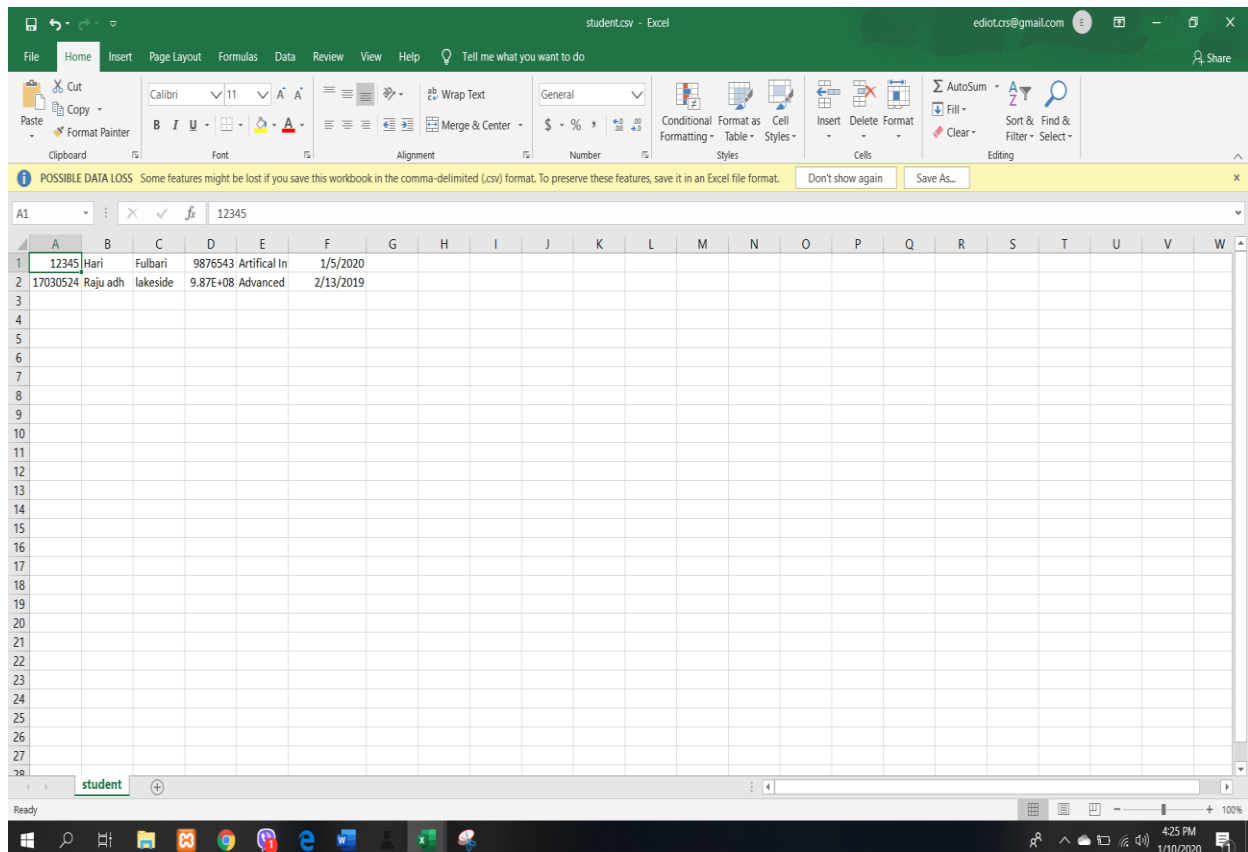 student.csv - Excel
ediot.crs@gmail.com
E
File Home Insert Page Layout Formulas Data Review View Help Tell me what you want to do
Share
Paste
Cut
Copy
Format Painter
Clipboard
Calibri 11
B I U
Font
Wrap Text
Merge & Center
Alignment
General
$ % ,
Number
Conditional Formatting
Format as Table
Cell Styles
Styles
Insert Delete Format
Cells
AutoSum
Fill
Clear
Sort & Filter
Find & Select
Editing
POSSIBLE DATA LOSS Some features might be lost if you save this workbook in the comma-delimited (.csv) format. To preserve these features, save it in an Excel file format. Don't show again Save As...
A1 fx 12345
A B C D E F G H I J K L M N O P Q R S T U V W
1 12345 Hari Fulbari 9876543 Artifical In 1/5/2020
2 17030524 Raju adh lakeside 9.87E+08 Advanced 2/13/2019
3
4
5
6
7
8
9
10
11
12
13
14
15
16
17
18
19
20
21
22
23
24
25
26
27
28
student
Ready
100%
4:25 PM
1/10/2020